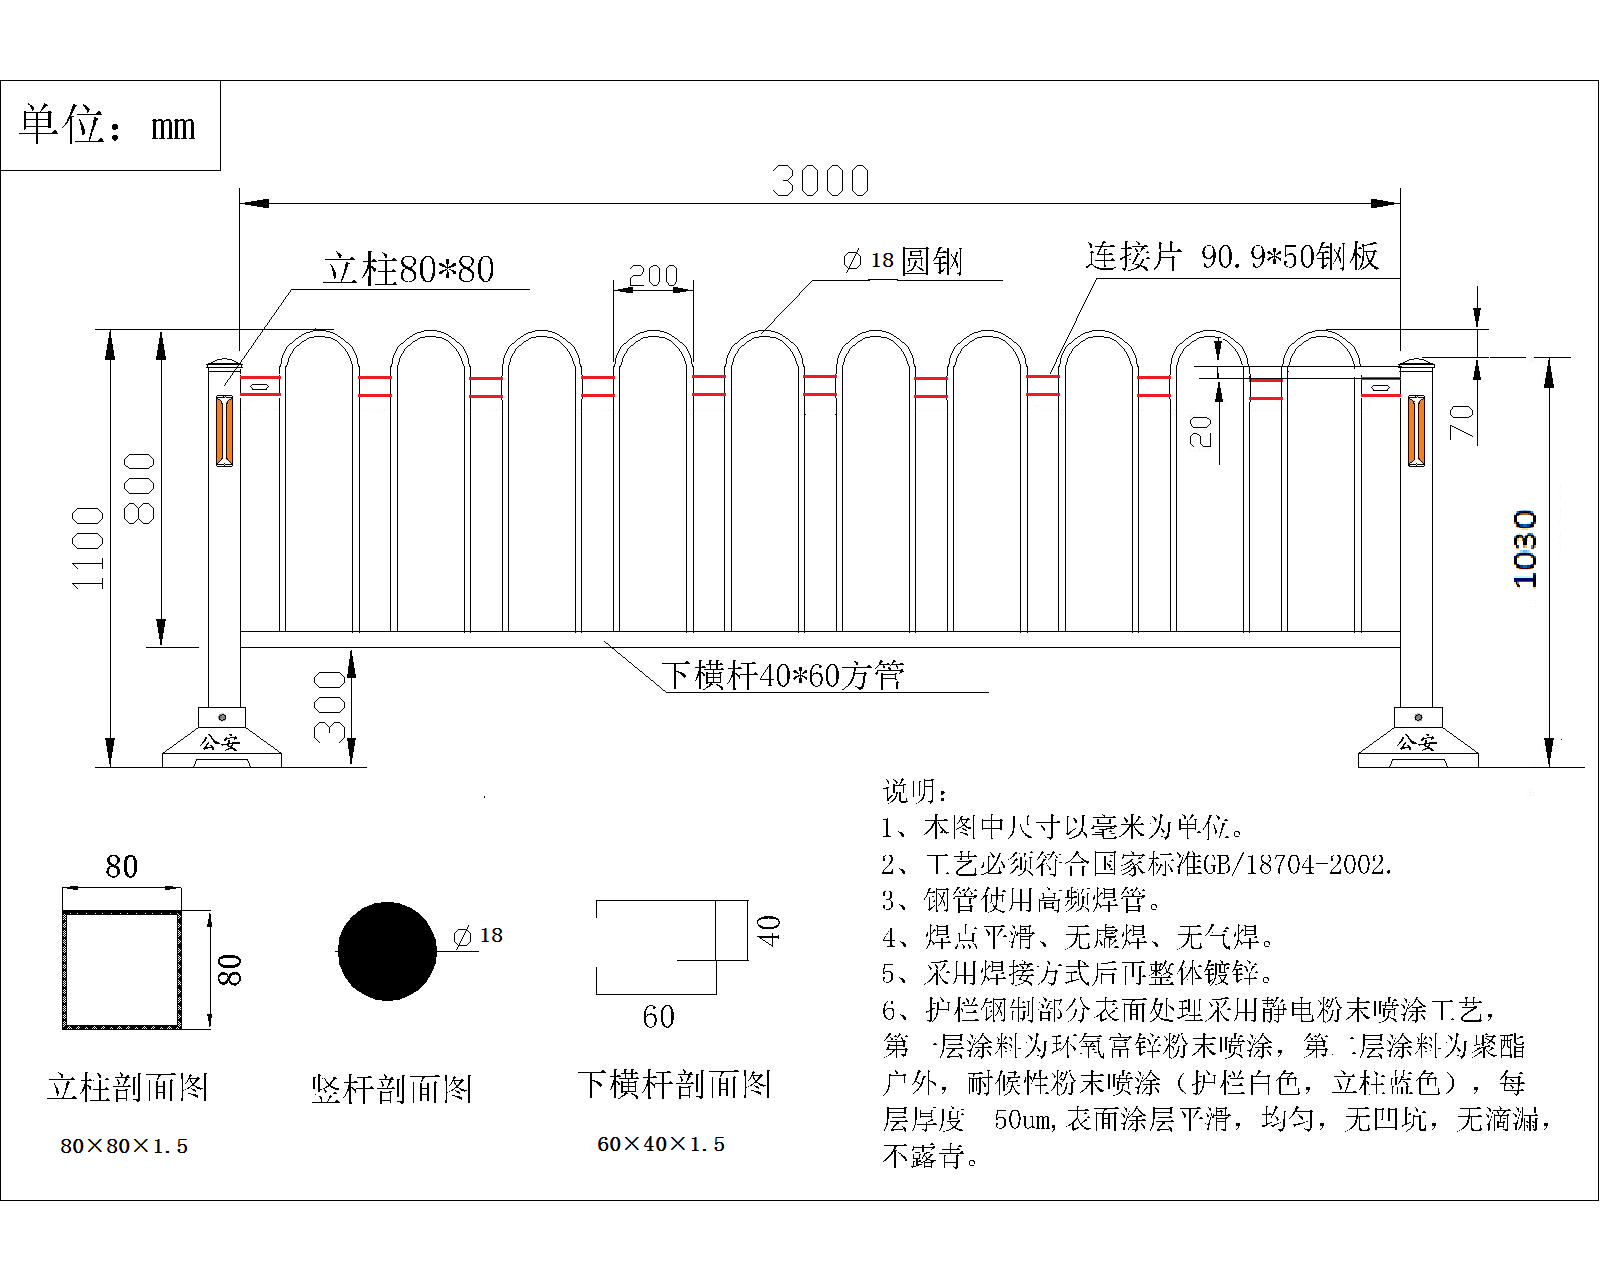 单位：mm
3000
立柱80*80
200
∅ 18 圆钢
连接片 90.9*50钢板
1100
800
20
70
1030
300
下横杆40*60方管
公安
公安
80
80
立柱剖面图
80×80×1.5
∅ 18
竖杆剖面图
40
60
下横杆剖面图
60×40×1.5
说明：
1、本图中尺寸以毫米为单位。
2、工艺必须符合国家标准GB/18704-2002.
3、钢管使用高频焊管。
4、焊点平滑、无虚焊、无气焊。
5、采用焊接方式后再整体镀锌。
6、护栏钢制部分表面处理采用静电粉末喷涂工艺，
第一层涂料为环氧富锌粉末喷涂，第二层涂料为聚酯
户外，耐候性粉末喷涂（护栏白色，立柱蓝色），每
层厚度 50um,表面涂层平滑，均匀，无凹坑，无滴漏，
不露青。